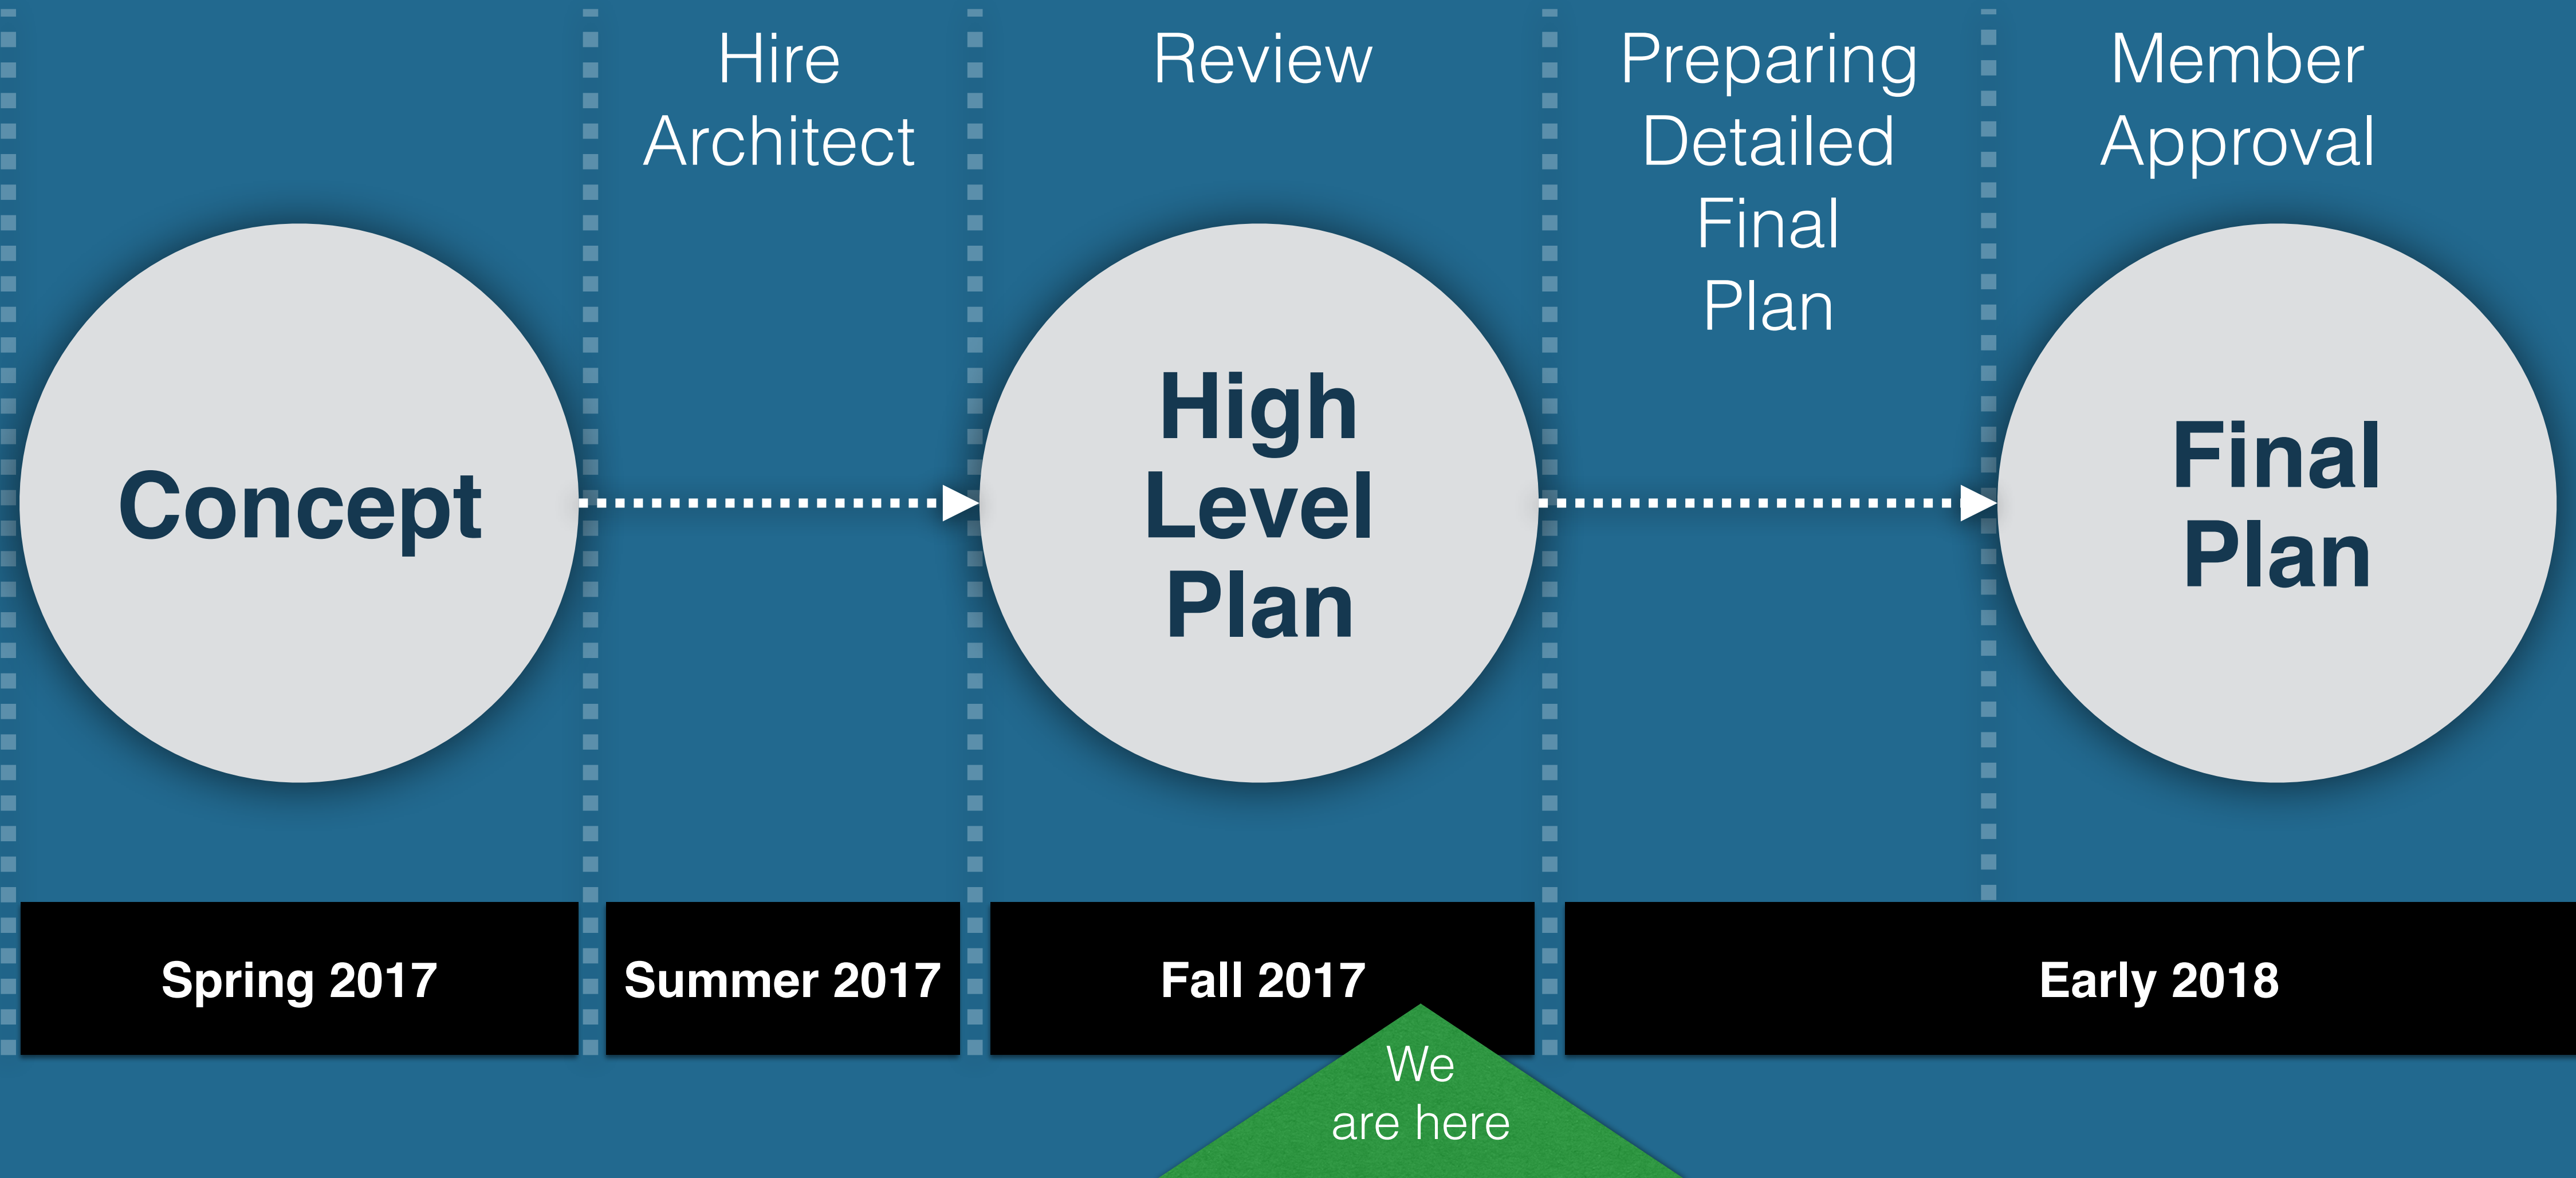 Hire
Architect
Review
Preparing
Detailed
Final
Plan
Member
Approval
Concept
High
Level
Plan
Final
Plan
Spring 2017
Summer 2017
Fall 2017
Early 2018
We
are here